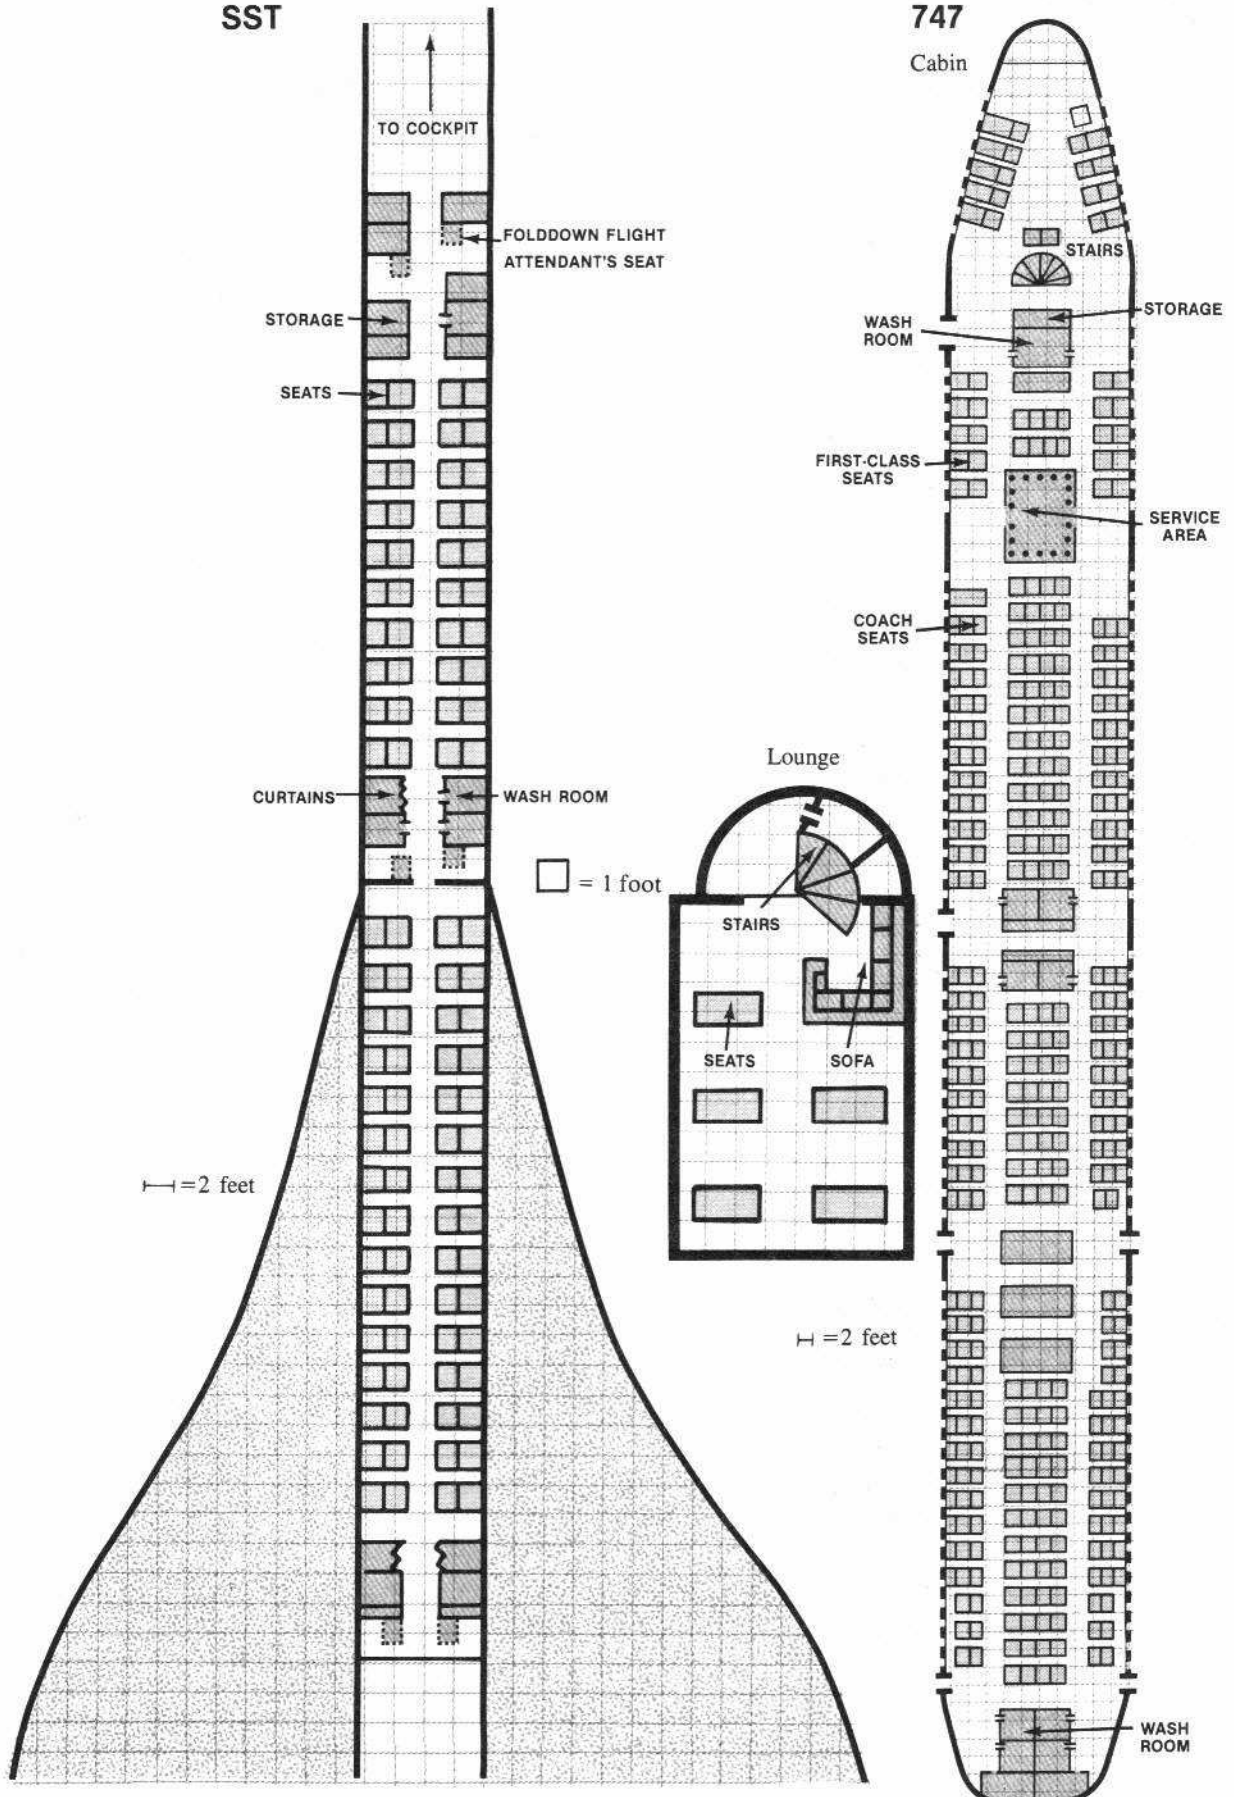 SST
TO COCKPIT
FOLDDOWN FLIGHT
ATTENDANT'S SEAT
STORAGE
SEATS
CURTAINS
WASH ROOM
= 1 foot
=2 feet
747
Cabin
STAIRS
STORAGE
WASH
ROOM
FIRST-CLASS
SEATS
SERVICE
AREA
COACH
SEATS
Lounge
STAIRS
SEATS
SOFA
=2 feet
WASH
ROOM